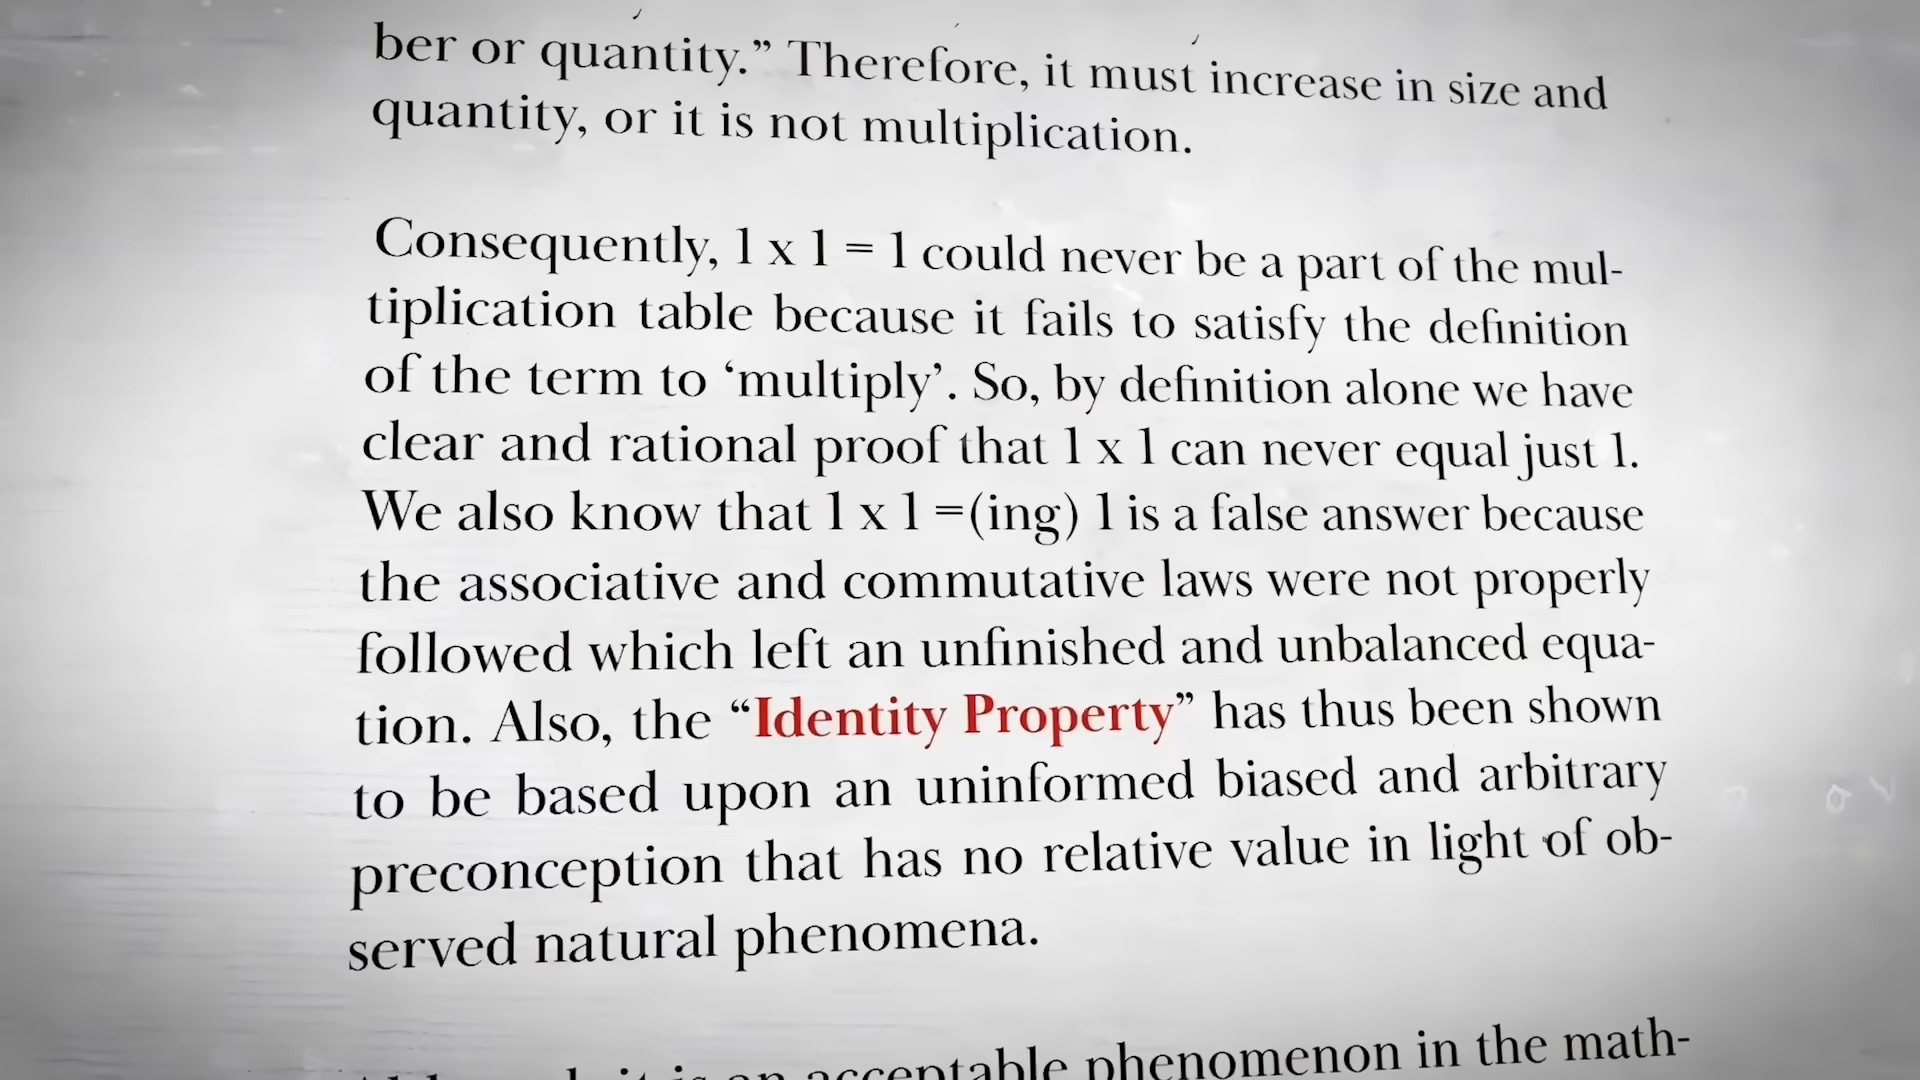 ber or quantity.” Therefore, it must increase in size and
quantity, or it is not multiplication.
Consequently, 1 x 1 = 1 could never be a part of the mul-
tiplication table because it fails to satisfy the definition
of the term to ‘multiply’. So, by definition alone we have
clear and rational proof that 1 x 1 can never equal just 1.
We also know that 1 x 1 =(ing) 1 is a false answer because
the associative and commutative laws were not properly
followed which left an unfinished and unbalanced equa-
tion. Also, the “Identity Property” has thus been shown
to be based upon an uninformed biased and arbitrary
preconception that has no relative value in light of ob-
served natural phenomena.
it is an acceptable phenomenon in the math-